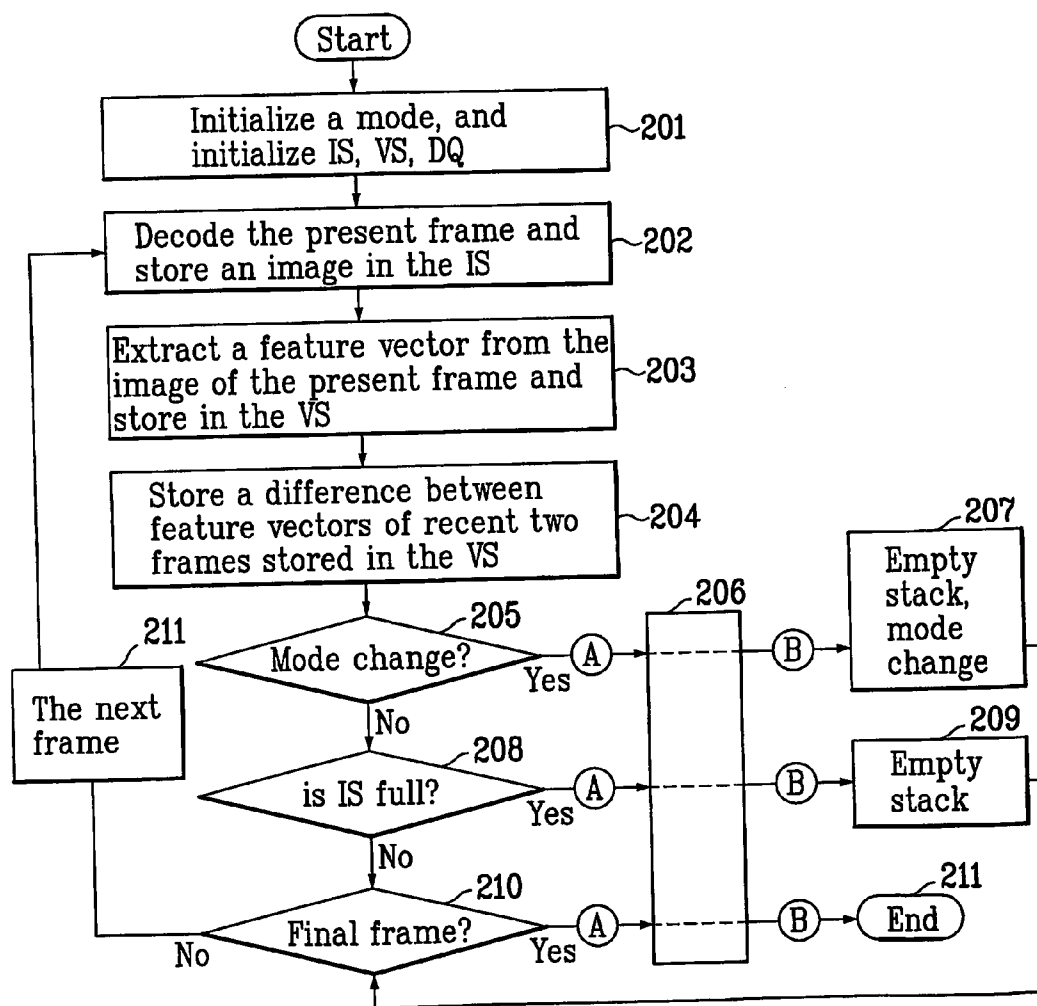 Start
Initialize a mode, and
initialize IS, VS, DQ
201
Decode the present frame and
store an image in the IS
202
Extract a feature vector from the
image of the present frame and
store in the VS
203
Store a difference between
feature vectors of recent two
frames stored in the VS
204
205
Mode change?
Yes
A
206
B
207
Empty
stack,
mode
change
No
211
The next
frame
208
is IS full?
Yes
A
B
209
Empty
stack
No
210
Final frame?
No
Yes
A
B
211
End